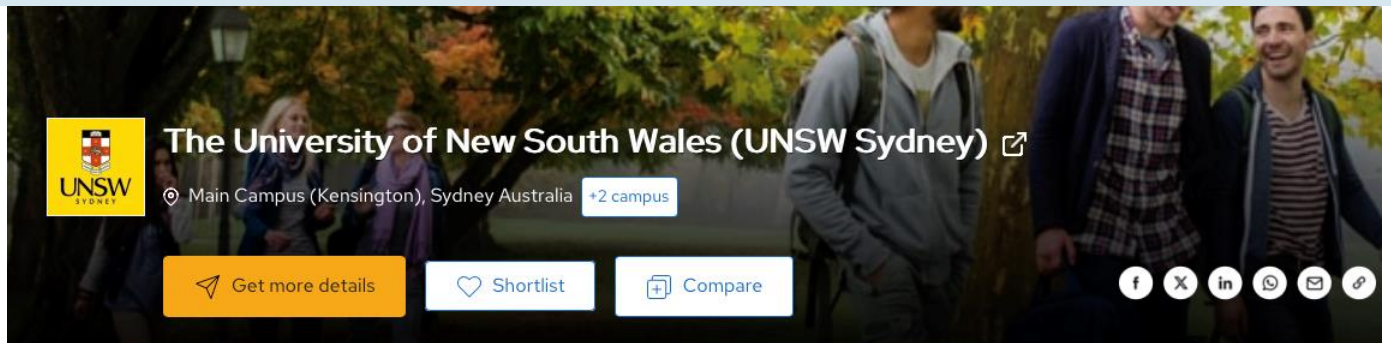 The University of New South Wales (UNSW Sydney)
UNSW
SYDNEY
Main Campus (Kensington), Sydney Australia +2 campus
Get more details Shortlist Compare